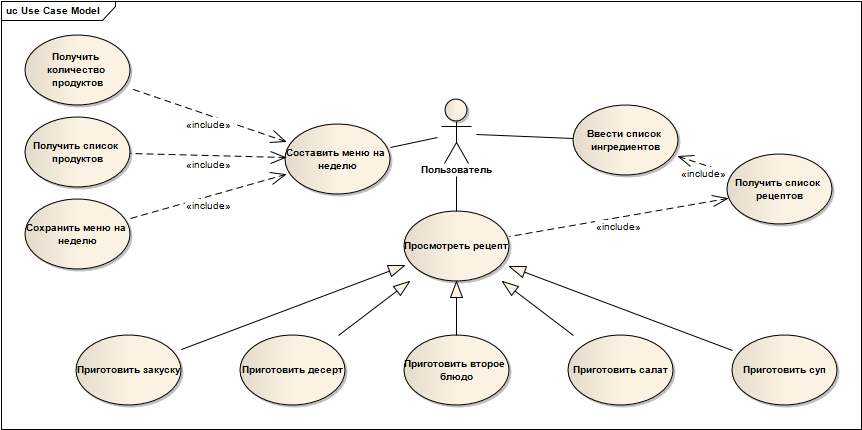 uc Use Case Model
Получить
количество
продуктов
«include»
Получить список
продуктов
«include»
Сохранить меню на
неделю
«include»
Составить меню на
неделю
Пользователь
Ввести список
ингредиентов
«include»
Получить список
рецептов
Просмотреть рецепт
«include»
Приготовить закуску
Приготовить десерт
Приготовить второе
блюдо
Приготовить салат
Приготовить суп